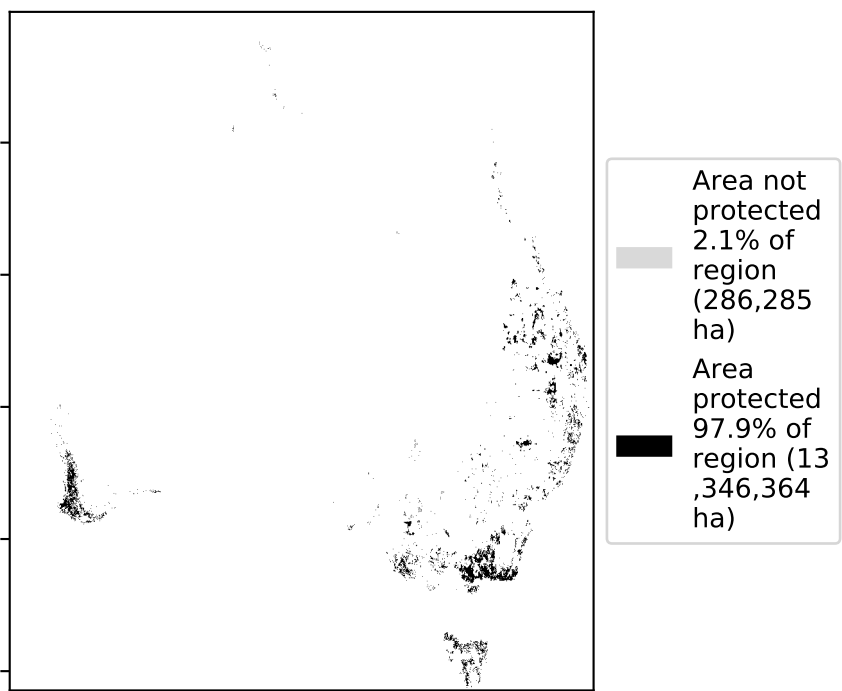 Area not
protected
2.1% of
region
(286,285
ha)
Area
protected
97.9% of
region (13
,346,364
ha)